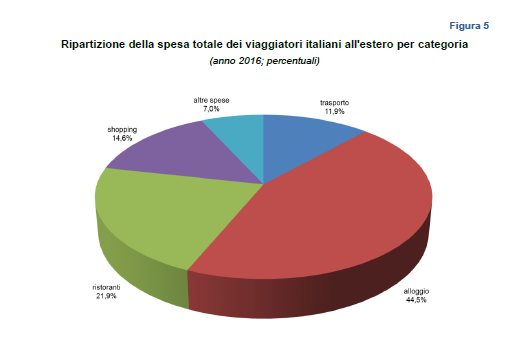 Figura 5
Ripartizione della spesa totale dei viaggiatori italiani all'estero per categoria
(anno 2016; percentuali)
altre spese
7,0%
trasporto
11,9%
shopping
14,6%
ristoranti
21,9%
alloggio
44,5%